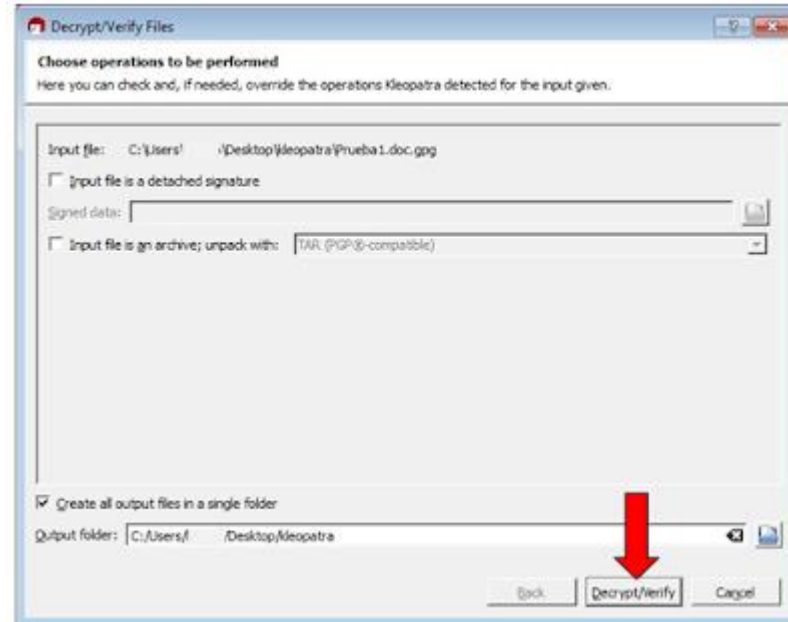 Decrypt/Verify Files
Choose operations to be performed
Here you can check and, if needed, override the operations Kleopatra detected for the input given.
Input file: C:\Users\ \Desktop\kleopatra\Prueba1.doc.gpg
Input file is a detached signature
Signed data:
Input file is an archive; unpack with: TAR (PGP®-compatible)
Create all output files in a single folder
Output folder: C:/Users/ /Desktop/kleopatra
Back Decrypt/Verify Cancel